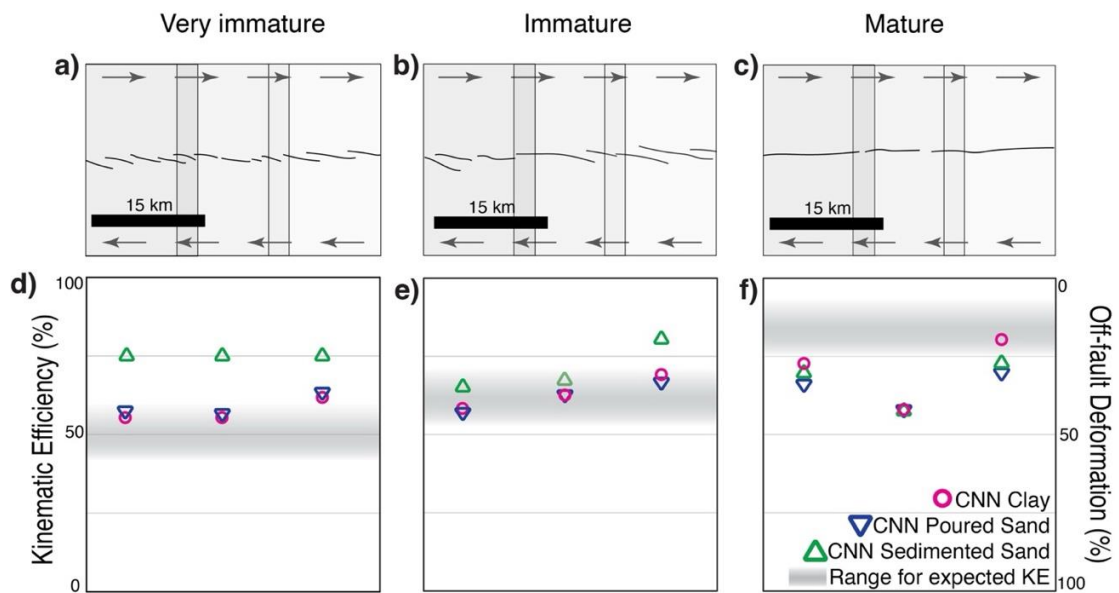 Very immature
Immature
Mature
a)
b)
c)
15 km
15 km
15 km
d)
e)
f)
100
50
0
Kinematic Efficiency (%)
0
50
100
Off-fault Deformation (%)
CNN Clay
CNN Poured Sand
CNN Sedimented Sand
Range for expected KE